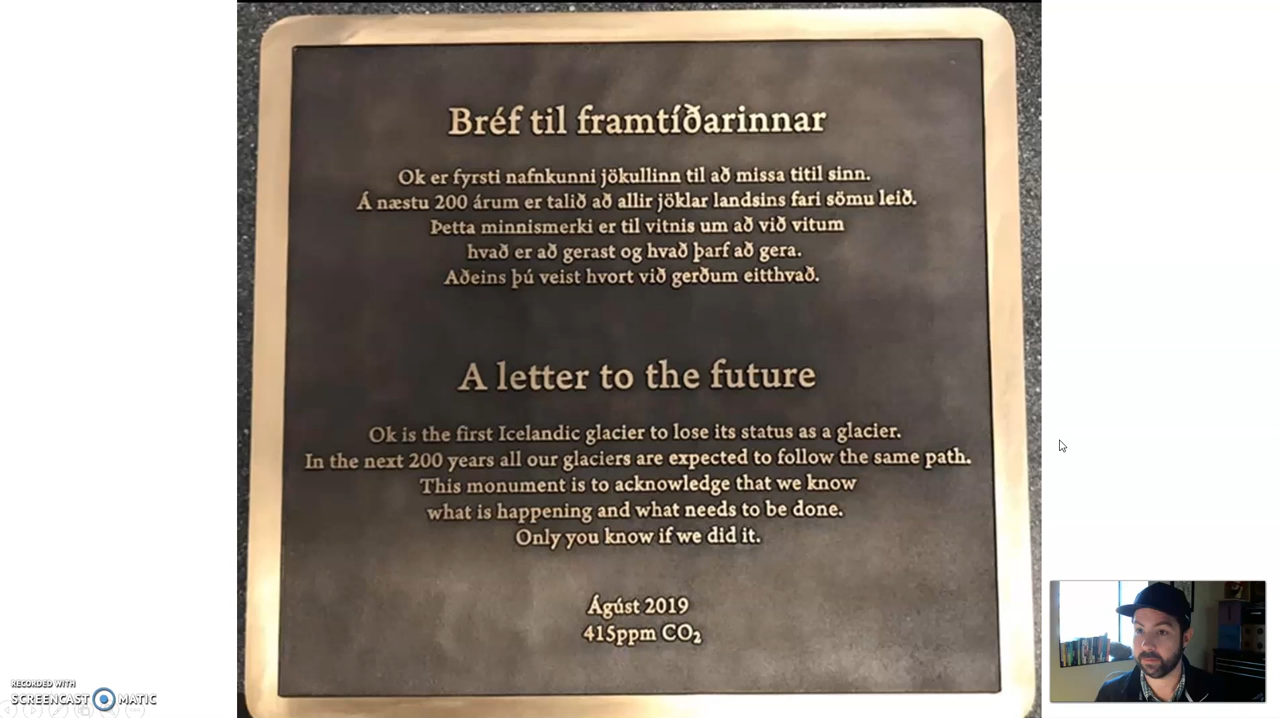 Bréf til framtíðarinnar
Ok er fyrsti nafnkunni jökullinn til að missa titil sinn.
Á næstu 200 árum er talið að allir jöklar landsins fari sömu leið.
Þetta minnismerki er til vitnis um að við vitum
hvað er að gerast og hvað þarf að gera.
Aðeins þú veist hvort við gerðum eitthvað.
A letter to the future
Ok is the first Icelandic glacier to lose its status as a glacier.
In the next 200 years all our glaciers are expected to follow the same path.
This monument is to acknowledge that we know
what is happening and what needs to be done.
Only you know if we did it.
Ágúst 2019
415ppm CO₂
RECORDED WITH
SCREENCAST MATIC